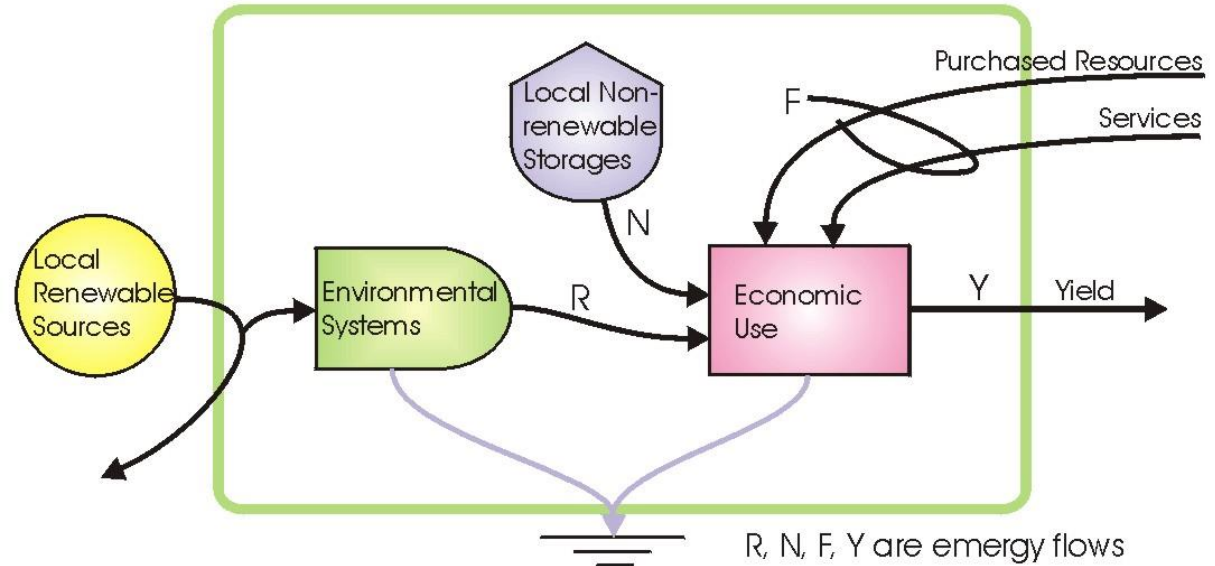 Purchased Resources
Services
F
Local Non-
renewable
Storages
N
Local
Renewable
Sources
Environmental
Systems
R
Economic
Use
Y
Yield
R, N, F, Y are emergy flows